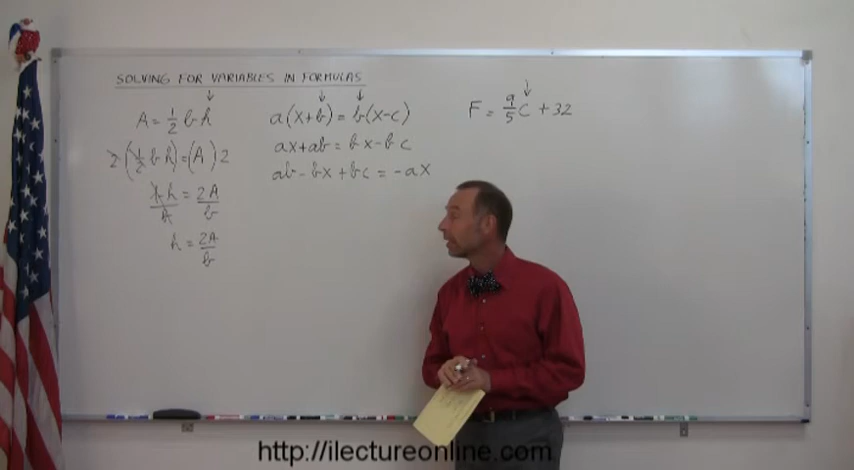 SOLVING FOR VARIABLES IN FORMULAS
A = 1/2 b h
2 (1/2 b h) = (A) 2
b h / b = 2A / b
h = 2A / b
a(x+b) = b(x-c)
ax+ab = bx-bc
ab-bx+bc = -ax
F = 9/5 C + 32
http://ilectureonline.com